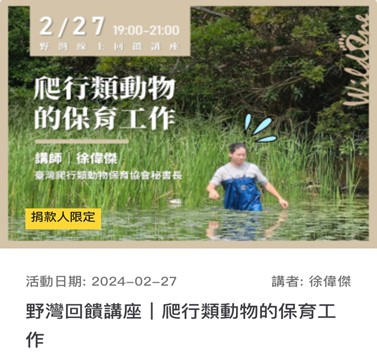 2/27 19:00-21:00
野灣線上回饋講座
爬行類動物
的保育工作
講師｜徐偉傑
臺灣爬行類動物保育協會秘書長
WildOne
捐款人限定
活動日期: 2024-02-27 講者: 徐偉傑
野灣回饋講座｜爬行類動物的保育工
作